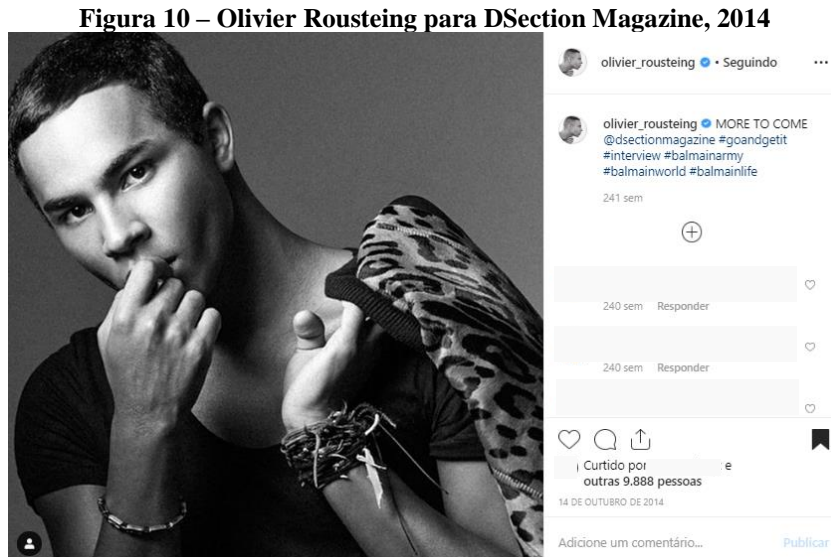 Figura 10 – Olivier Rousteing para DSection Magazine, 2014
olivier_rousteing • Seguindo
olivier_rousteing MORE TO COME
@dsectionmagazine #goandgetit
#interview #balmainarmy
#balmainworld #balmainlife
241 sem
240 sem Responder
240 sem Responder
Curtido por e
outras 9.888 pessoas
14 DE OUTUBRO DE 2014
Adicione um comentário... Publicar